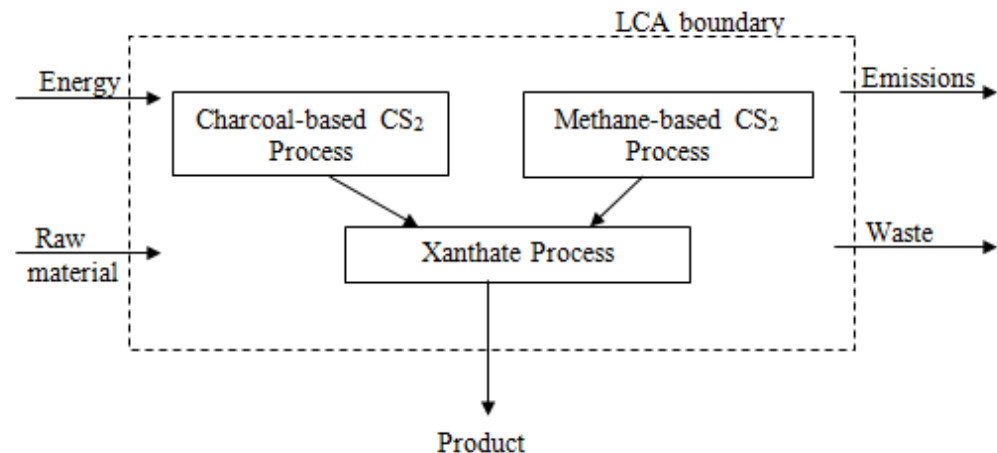 LCA boundary
Energy
Emissions
Charcoal-based CS₂
Process
Methane-based CS₂
Process
Raw
material
Waste
Xanthate Process
Product